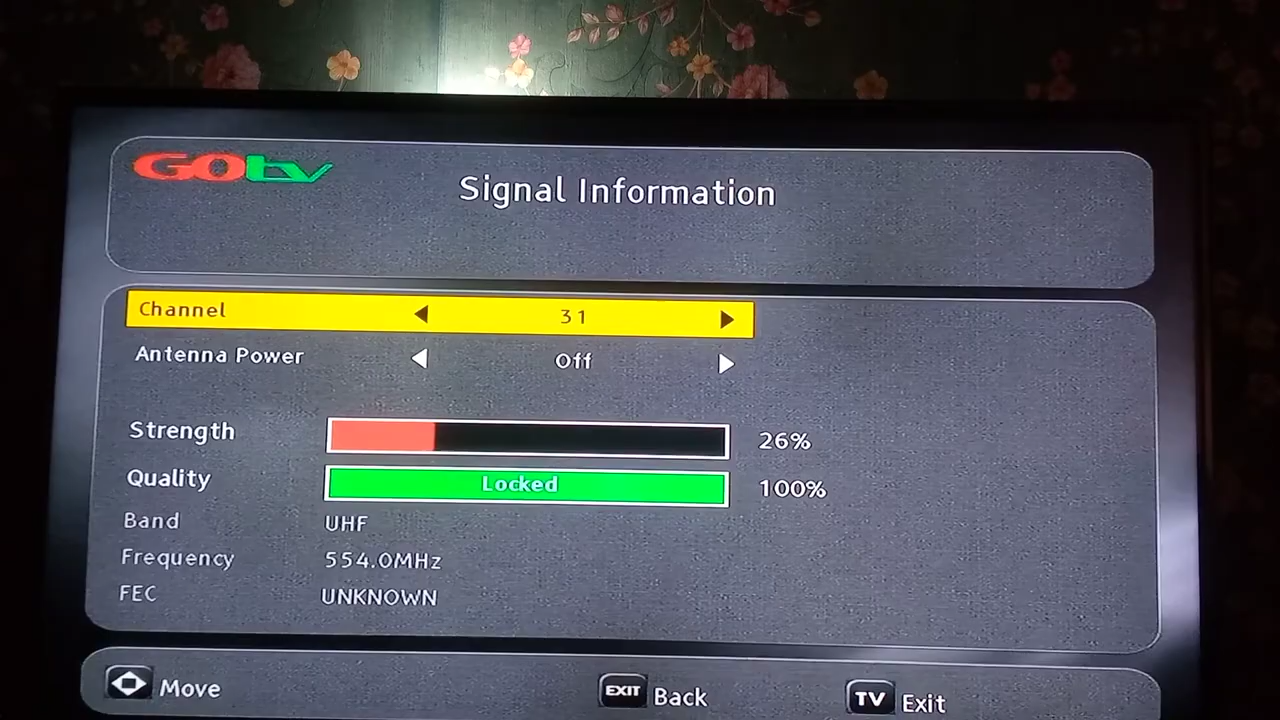 GOtv
Signal Information
Channel 31
Antenna Power Off
Strength 26%
Quality Locked 100%
Band UHF
Frequency 554.0MHz
FEC UNKNOWN
Move EXIT Back TV Exit